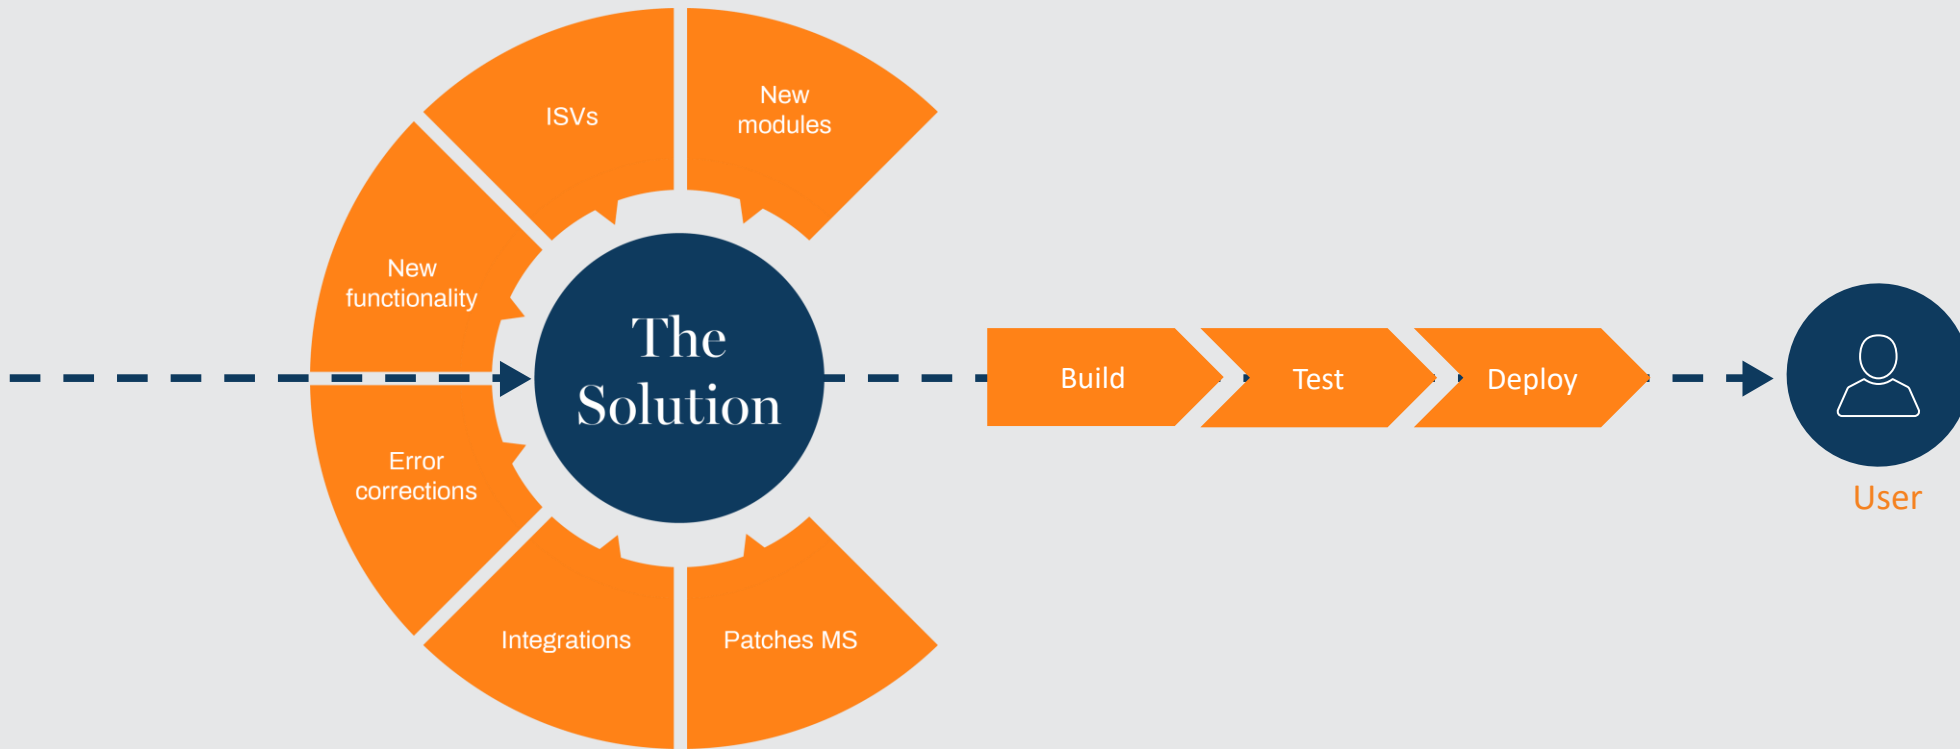 ISVs
New
modules
New
functionality
The
Solution
Error
corrections
Integrations
Patches MS
Build
Test
Deploy
User